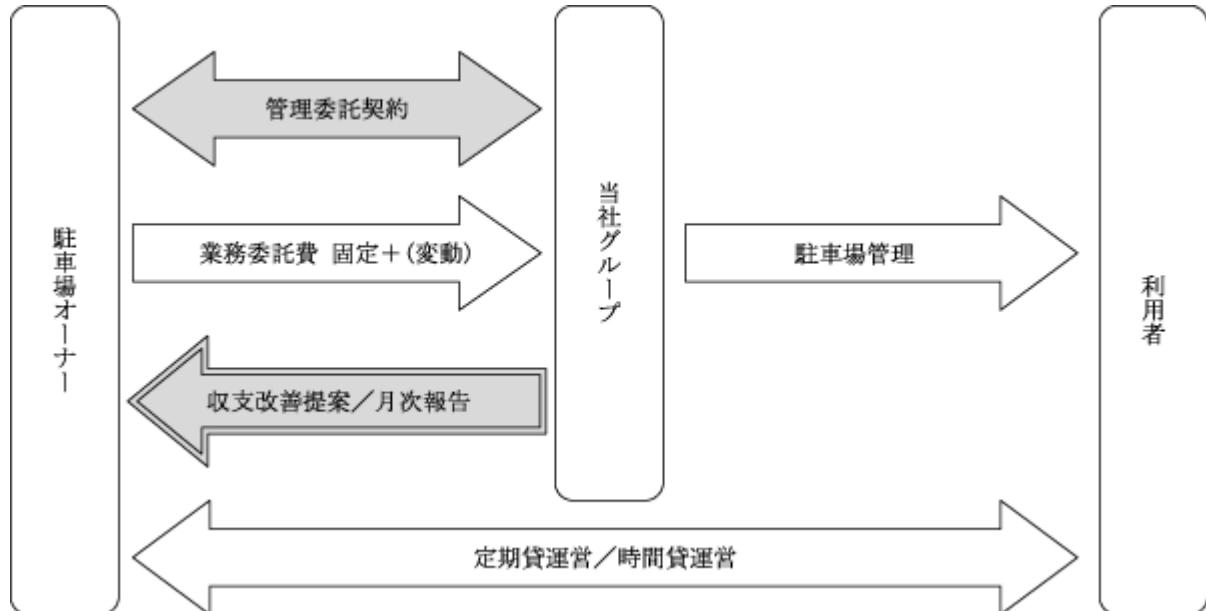 駐車場オーナー
管理委託契約
業務委託費 固定＋(変動)
収支改善提案／月次報告
当社グループ
駐車場管理
利用者
定期貸運営／時間貸運営